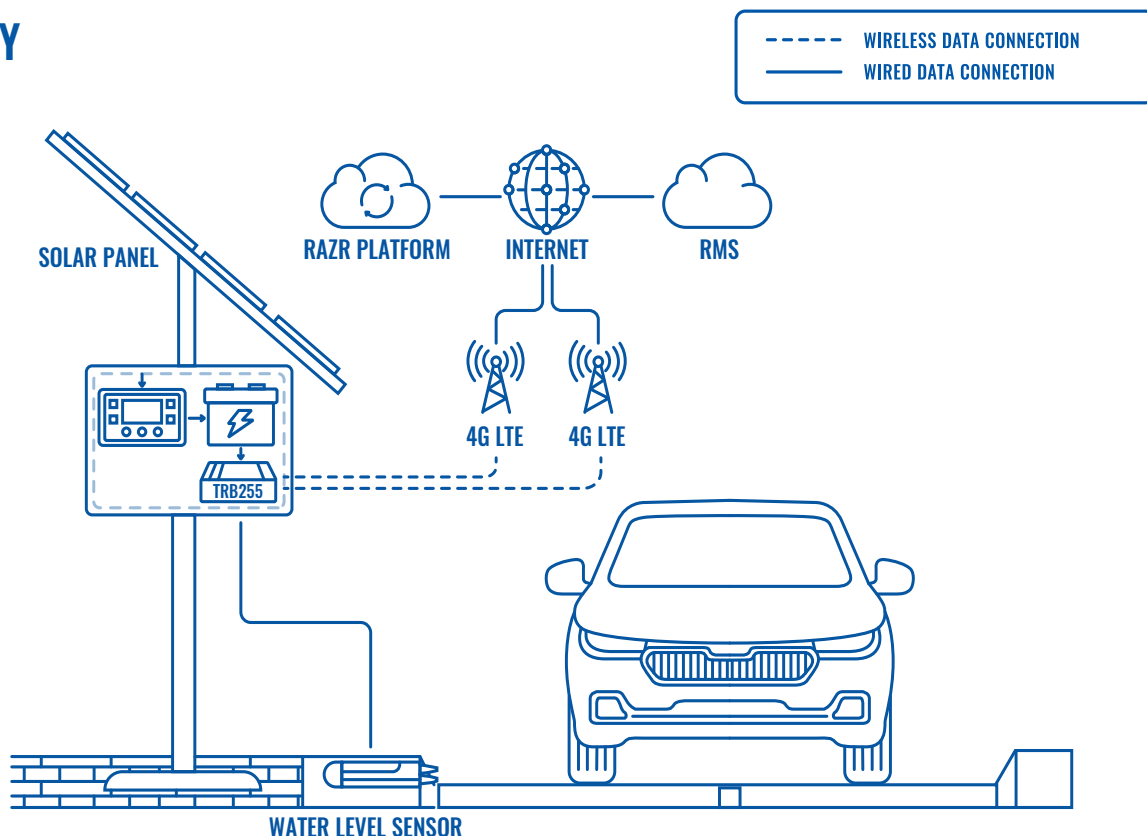 Y
WIRELESS DATA CONNECTION
WIRED DATA CONNECTION
SOLAR PANEL
RAZR PLATFORM
INTERNET
RMS
4G LTE
4G LTE
TRB255
WATER LEVEL SENSOR